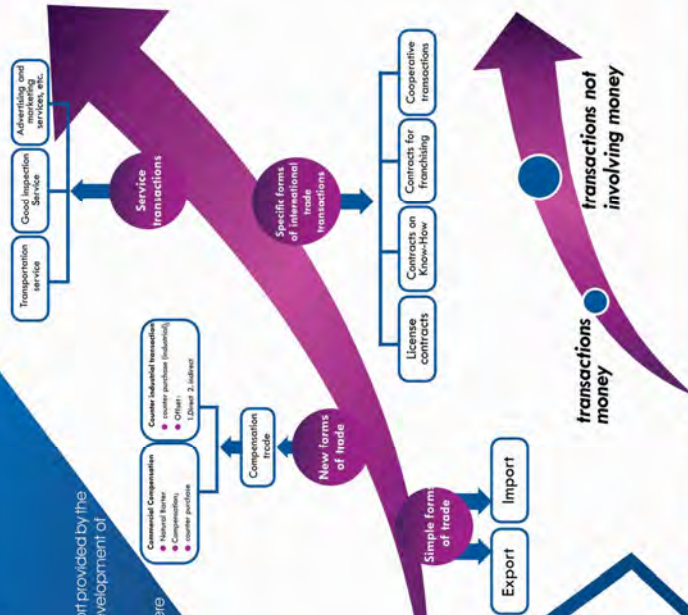 rt provided by the
evelopment of
ere
Advertising and
marketing
services, etc.
Good inspection
Service
Transportation
service
Service
transactions
Commercial Compensation
Natural Barter
Compensation;
counter purchase
Counter industrial transaction
counter purchase (industrial),
Offset:
1.Direct 2. indirect
Compensation
trade
New forms
of trade
Specific forms
of international
trade
transactions
License
contracts
Contracts on
Know-How
Contracts for
franchising
Cooperative
transactions
Simple forms
of trade
Export
Import
transactions
money
transactions not
involving money